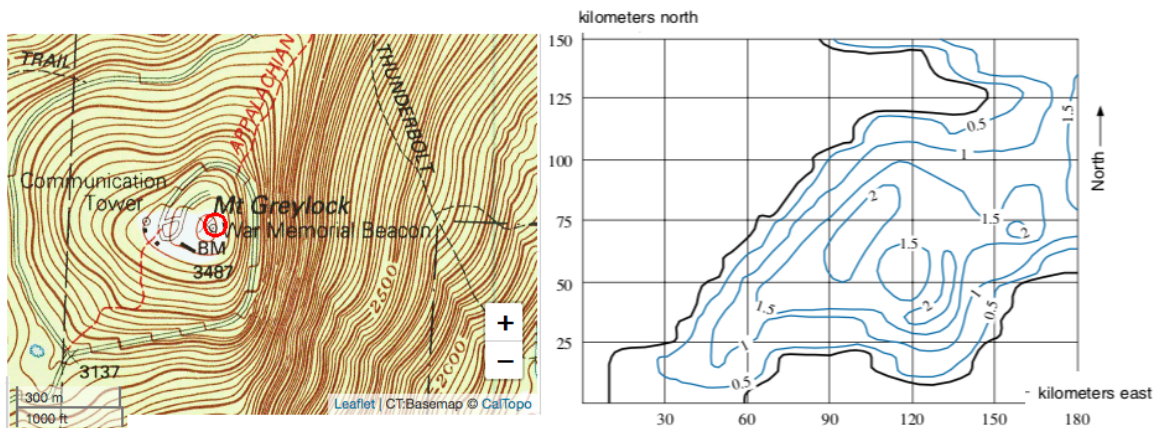 TRAIL
APPALACHIAN
THUNDERBOLT
Communication
Tower
Mt Greylock
War Memorial Beacon
BM
3487
2500
3137
2000
+
−
300 m
1000 ft
Leaflet | CT:Basemap © CalTopo
kilometers north
150
125
0.5
1.5
1
North
100
2
75
1.5
2
1.5
50
1
1.5
2
0.5
25
1
0.5
kilometers east
30
60
90
120
150
180